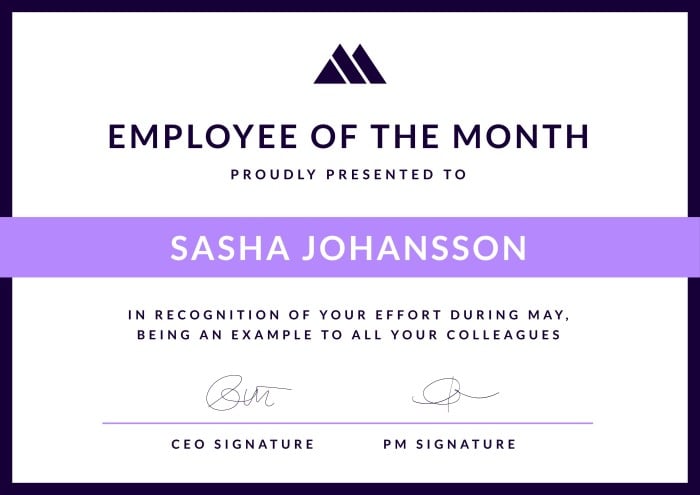 EMPLOYEE OF THE MONTH
PROUDLY PRESENTED TO
SASHA JOHANSSON
IN RECOGNITION OF YOUR EFFORT DURING MAY,
BEING AN EXAMPLE TO ALL YOUR COLLEAGUES
CEO SIGNATURE
PM SIGNATURE